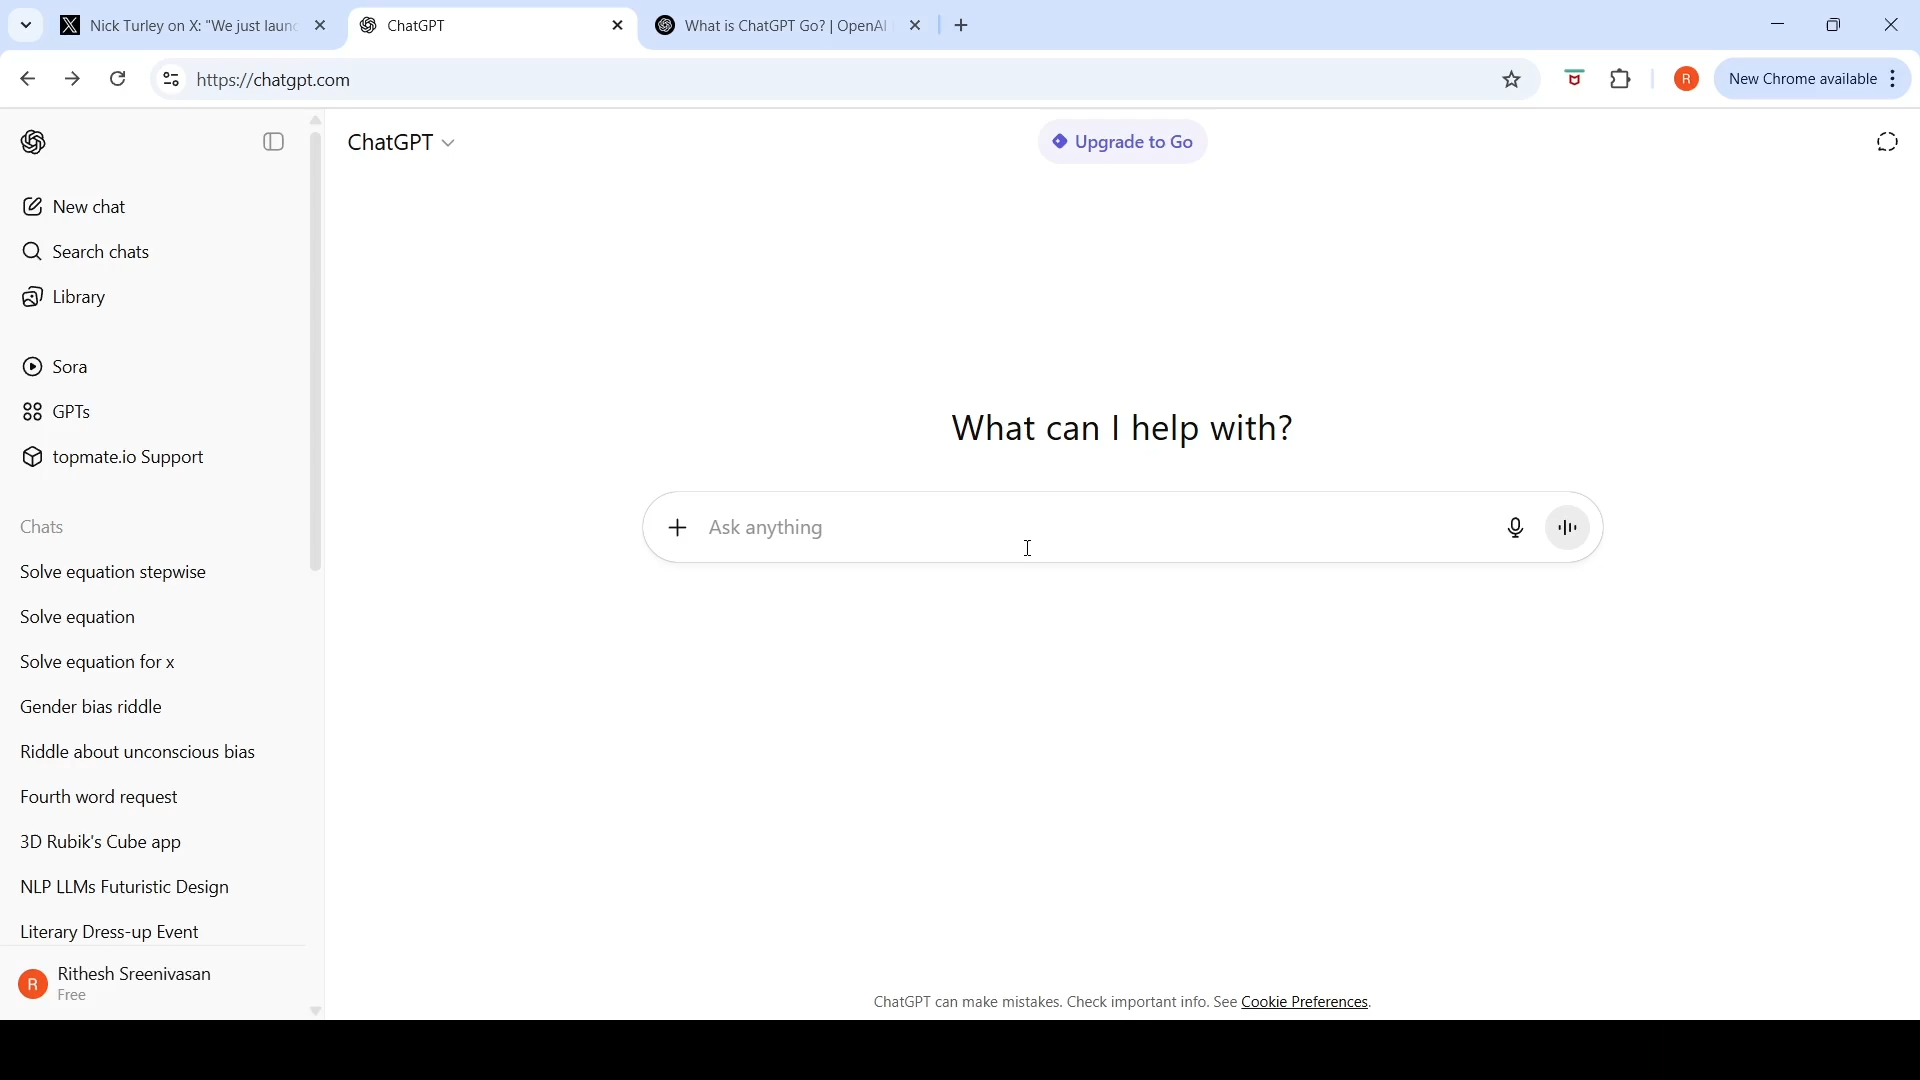 Nick Turley on X: "We just laun
ChatGPT
What is ChatGPT Go? | OpenAI
https://chatgpt.com
R
New Chrome available
ChatGPT
Upgrade to Go
New chat
Search chats
Library
Sora
GPTs
topmate.io Support
Chats
Solve equation stepwise
Solve equation
Solve equation for x
Gender bias riddle
Riddle about unconscious bias
Fourth word request
3D Rubik's Cube app
NLP LLMs Futuristic Design
Literary Dress-up Event
R
Rithesh Sreenivasan
Free
What can I help with?
Ask anything
ChatGPT can make mistakes. Check important info. See Cookie Preferences.